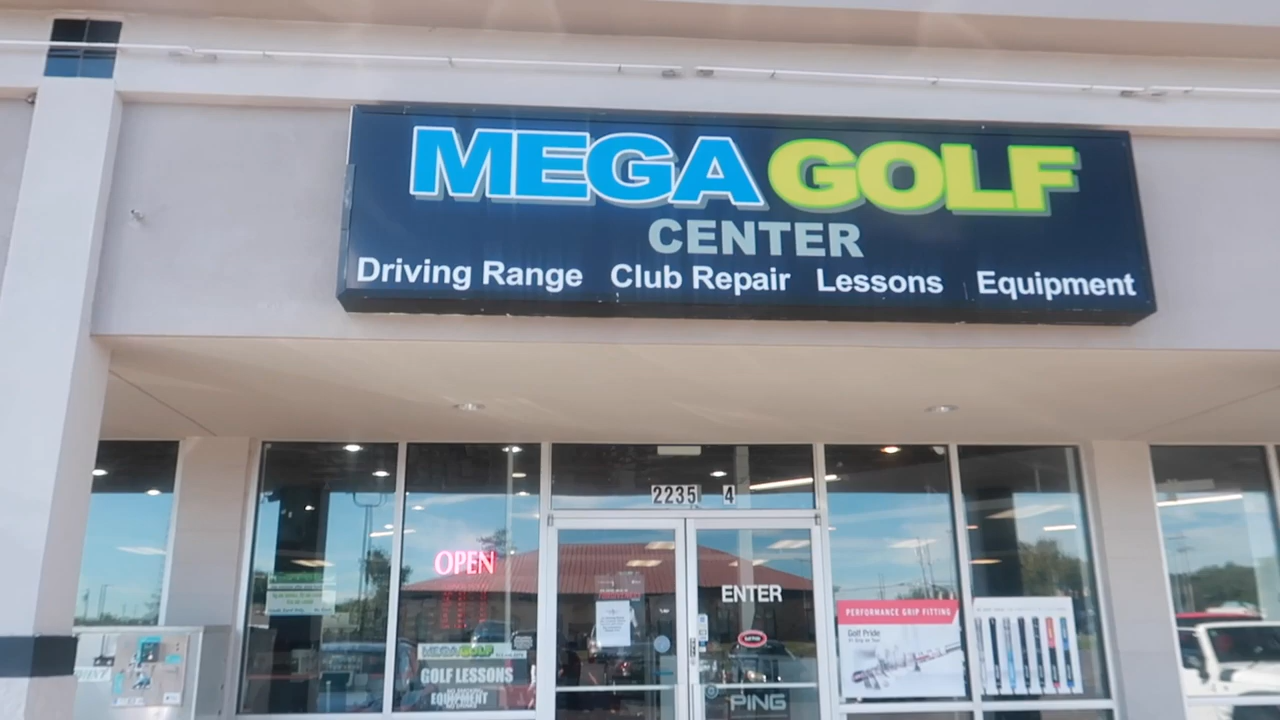 MEGA GOLF
CENTER
Driving Range Club Repair Lessons Equipment
2235 4
OPEN
ENTER
PERFORMANCE GRIP FITTING
Golf Pride
MEGAGOLF
GOLF LESSONS
EQUIPMENT
PING